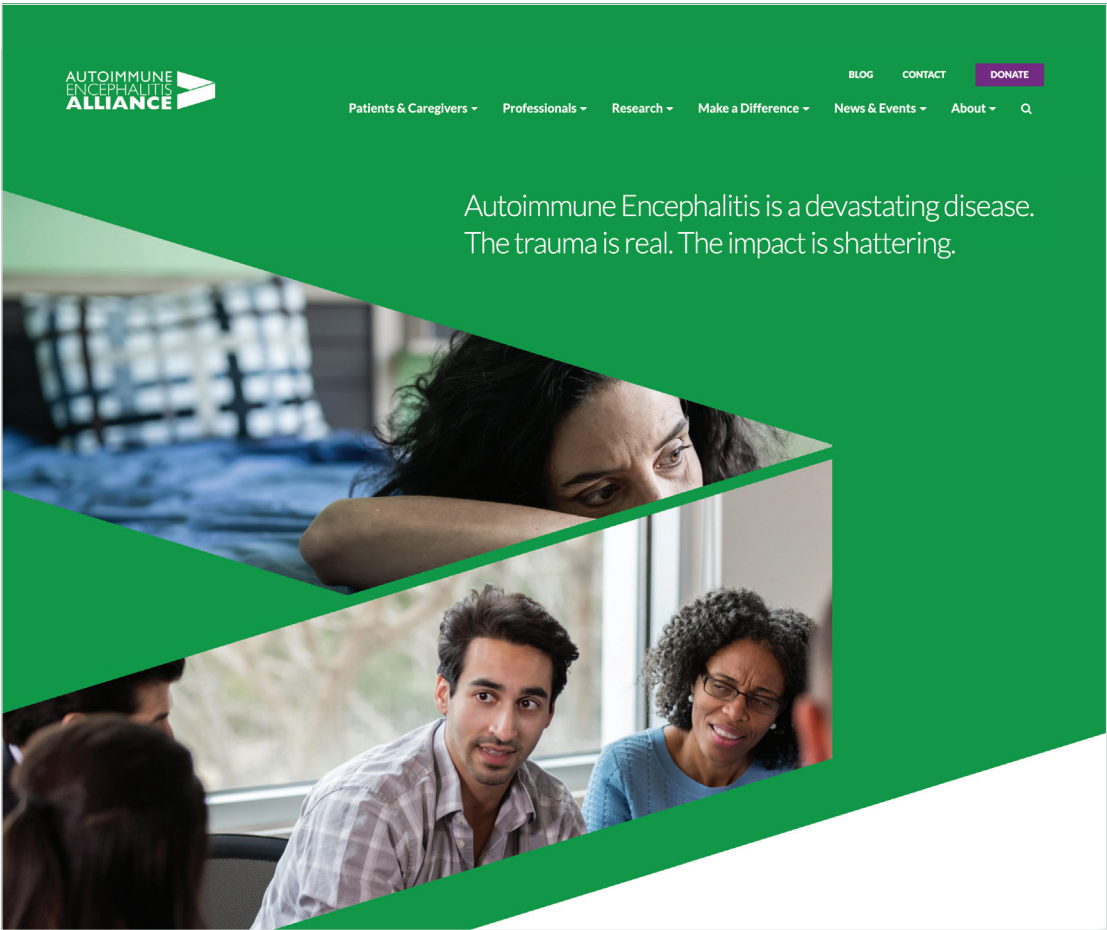 AUTOIMMUNE
ENCEPHALITIS
ALLIANCE
BLOG CONTACT DONATE
Patients & Caregivers Professionals Research Make a Difference News & Events About
Autoimmune Encephalitis is a devastating disease.
The trauma is real. The impact is shattering.